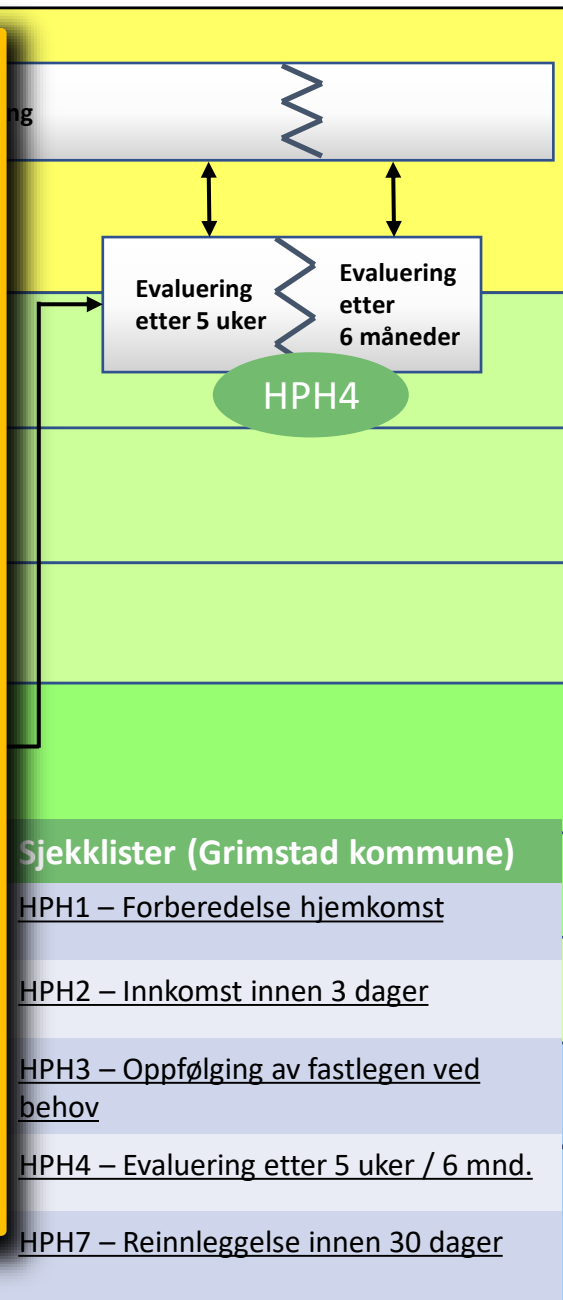 ng
Evaluering
etter 5 uker
Evaluering
etter
6 måneder
HPH4
Sjekklister (Grimstad kommune)
HPH1 – Forberedelse hjemkomst
HPH2 – Innkomst innen 3 dager
HPH3 – Oppfølging av fastlegen ved
behov
HPH4 – Evaluering etter 5 uker / 6 mnd.
HPH7 – Reinnleggelse innen 30 dager